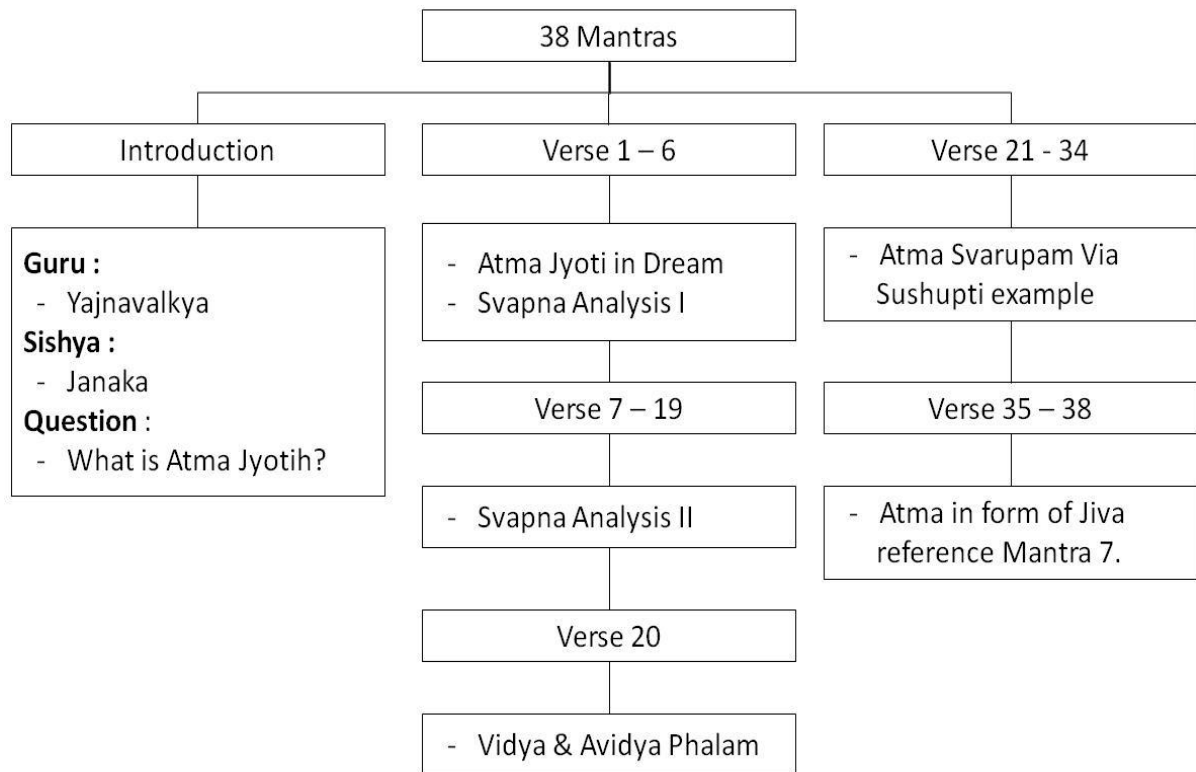 38 Mantras
Introduction
Guru :
- Yajnavalkya
Sishya :
- Janaka
Question :
- What is Atma Jyotih?
Verse 1 – 6
- Atma Jyoti in Dream
- Svapna Analysis I
Verse 7 – 19
- Svapna Analysis II
Verse 20
- Vidya & Avidya Phalam
Verse 21 - 34
- Atma Svarupam Via
Sushupti example
Verse 35 – 38
- Atma in form of Jiva
reference Mantra 7.